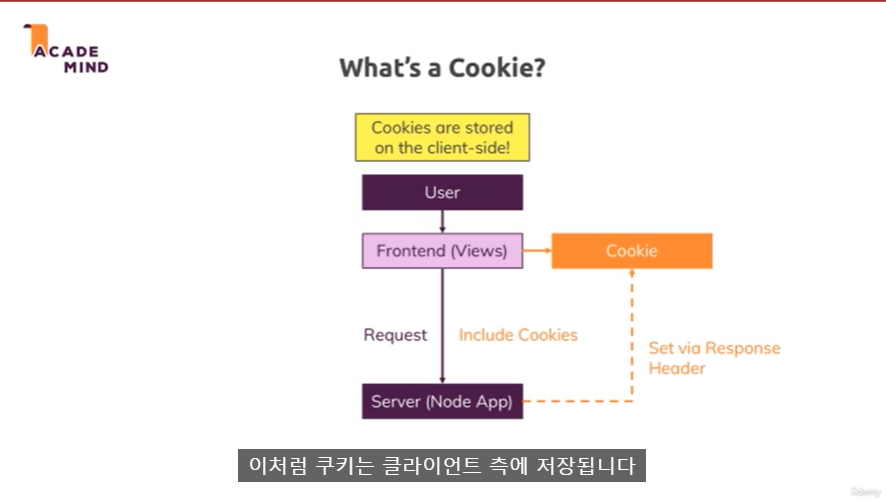 ACADE
MIND
What's a Cookie?
Cookies are stored
on the client-side!
User
Frontend (Views)
Cookie
Request
Include Cookies
Set via Response
Header
Server (Node App)
이처럼 쿠키는 클라이언트 측에 저장됩니다
Udemy